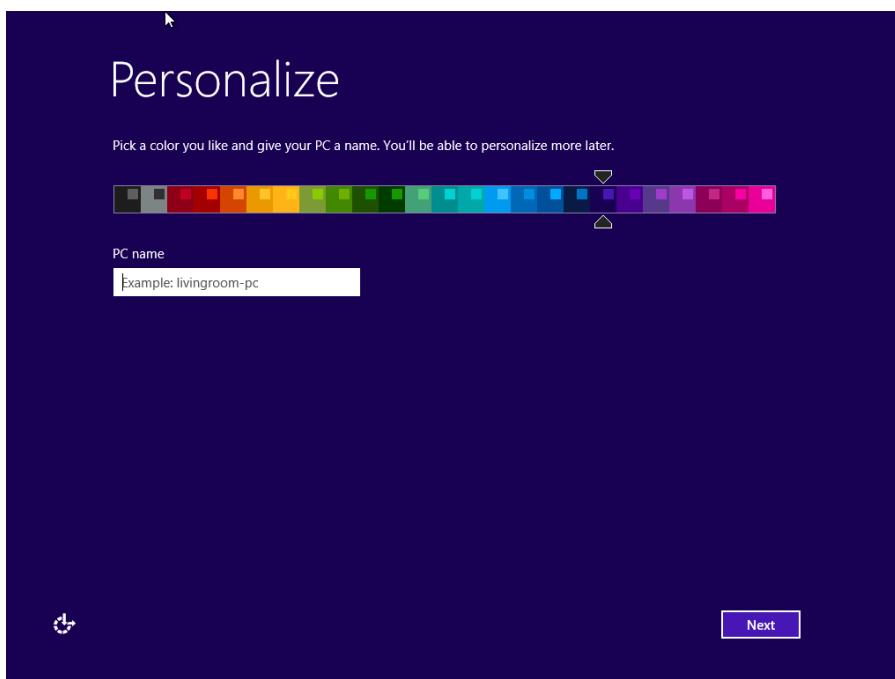 Personalize
Pick a color you like and give your PC a name. You'll be able to personalize more later.
PC name
Example: livingroom-pc
Next